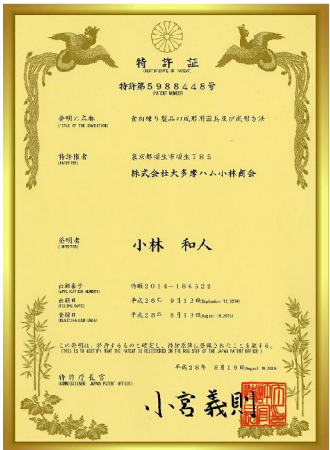 特許証
(CERTIFICATE OF PATENT)
特許第5988448号
(PATENT NUMBER)
発明の名称 食肉練り製品の成形用器具及び成形方法
(TITLE OF THE INVENTION)
特許権者 東京都福生市福生785
(PATENTEE)
株式会社大多摩ハム小林商会
発明者 小林 和人
(INVENTOR)
出願番号 特願2014-186522
(APPLICATION NUMBER)
出願日 平成26年 9月12日(September 12,2014)
(FILING DATE)
登録日 平成28年 8月19日(August 19,2016)
(REGISTRATION DATE)
この発明は、特許するものと確定し、特許原簿に登録されたことを証する。
(THIS IS TO CERTIFY THAT THE PATENT IS REGISTERED ON THE REGISTER OF THE JAPAN PATENT OFFICE.)
平成28年 8月19日(August 19,2016)
特許庁長官
(COMMISSIONER, JAPAN PATENT OFFICE)
小宮義則